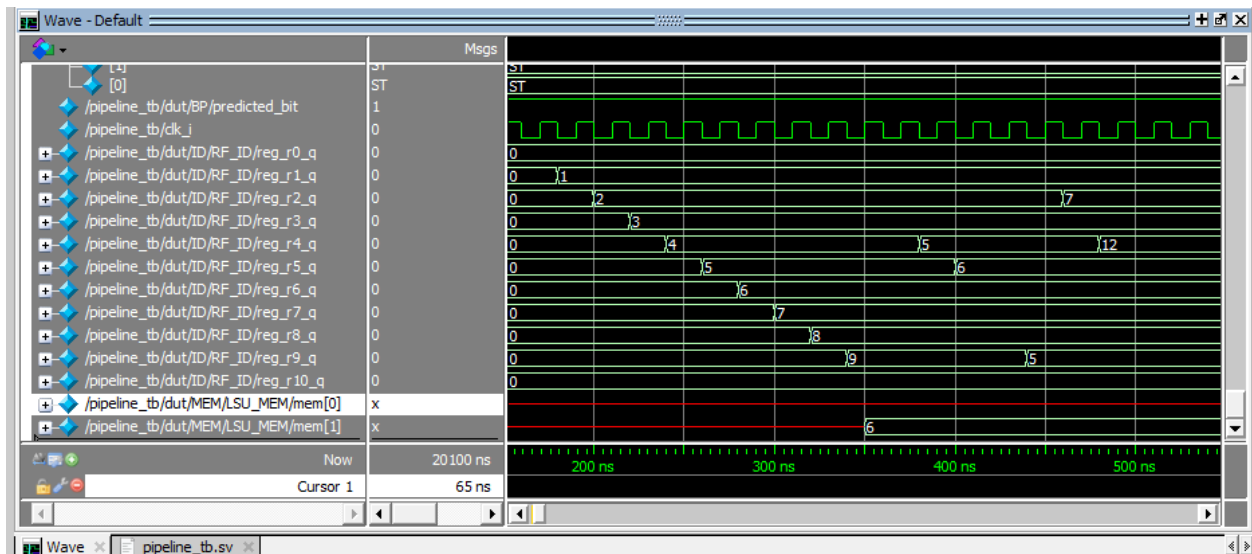 Wave - Default
Msgs
[1] ST ST
[0] ST ST
/pipeline_tb/dut/BP/predicted_bit 1
/pipeline_tb/clk_i 0
/pipeline_tb/dut/ID/RF_ID/reg_r0_q 0 0
/pipeline_tb/dut/ID/RF_ID/reg_r1_q 0 0 1
/pipeline_tb/dut/ID/RF_ID/reg_r2_q 0 0 2 7
/pipeline_tb/dut/ID/RF_ID/reg_r3_q 0 0 3
/pipeline_tb/dut/ID/RF_ID/reg_r4_q 0 0 4 5 12
/pipeline_tb/dut/ID/RF_ID/reg_r5_q 0 0 5 6
/pipeline_tb/dut/ID/RF_ID/reg_r6_q 0 0 6
/pipeline_tb/dut/ID/RF_ID/reg_r7_q 0 0 7
/pipeline_tb/dut/ID/RF_ID/reg_r8_q 0 0 8
/pipeline_tb/dut/ID/RF_ID/reg_r9_q 0 0 9 5
/pipeline_tb/dut/ID/RF_ID/reg_r10_q 0 0
/pipeline_tb/dut/MEM/LSU_MEM/mem[0] x
/pipeline_tb/dut/MEM/LSU_MEM/mem[1] x 6
Now 20100 ns 200 ns 300 ns 400 ns 500 ns
Cursor 1 65 ns
Wave pipeline_tb.sv